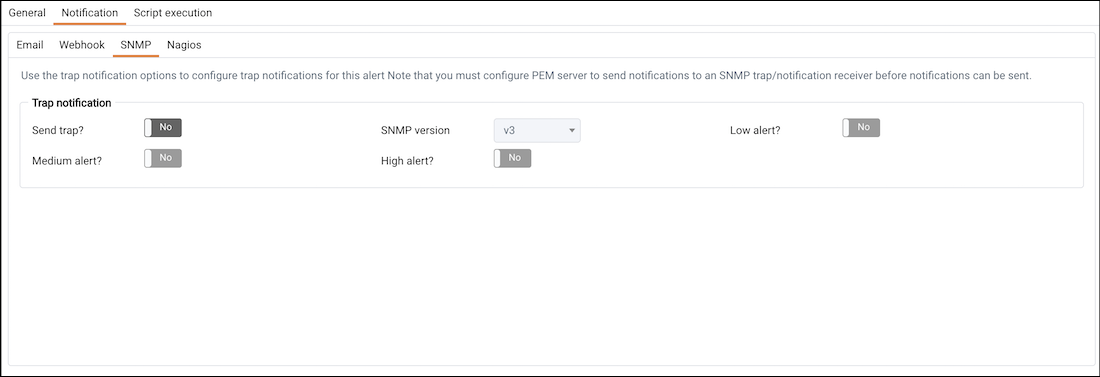 General Notification Script execution
Email Webhook SNMP Nagios
Use the trap notification options to configure trap notifications for this alert Note that you must configure PEM server to send notifications to an SNMP trap/notification receiver before notifications can be sent.
Trap notification
Send trap? No SNMP version v3 Low alert? No
Medium alert? No High alert? No